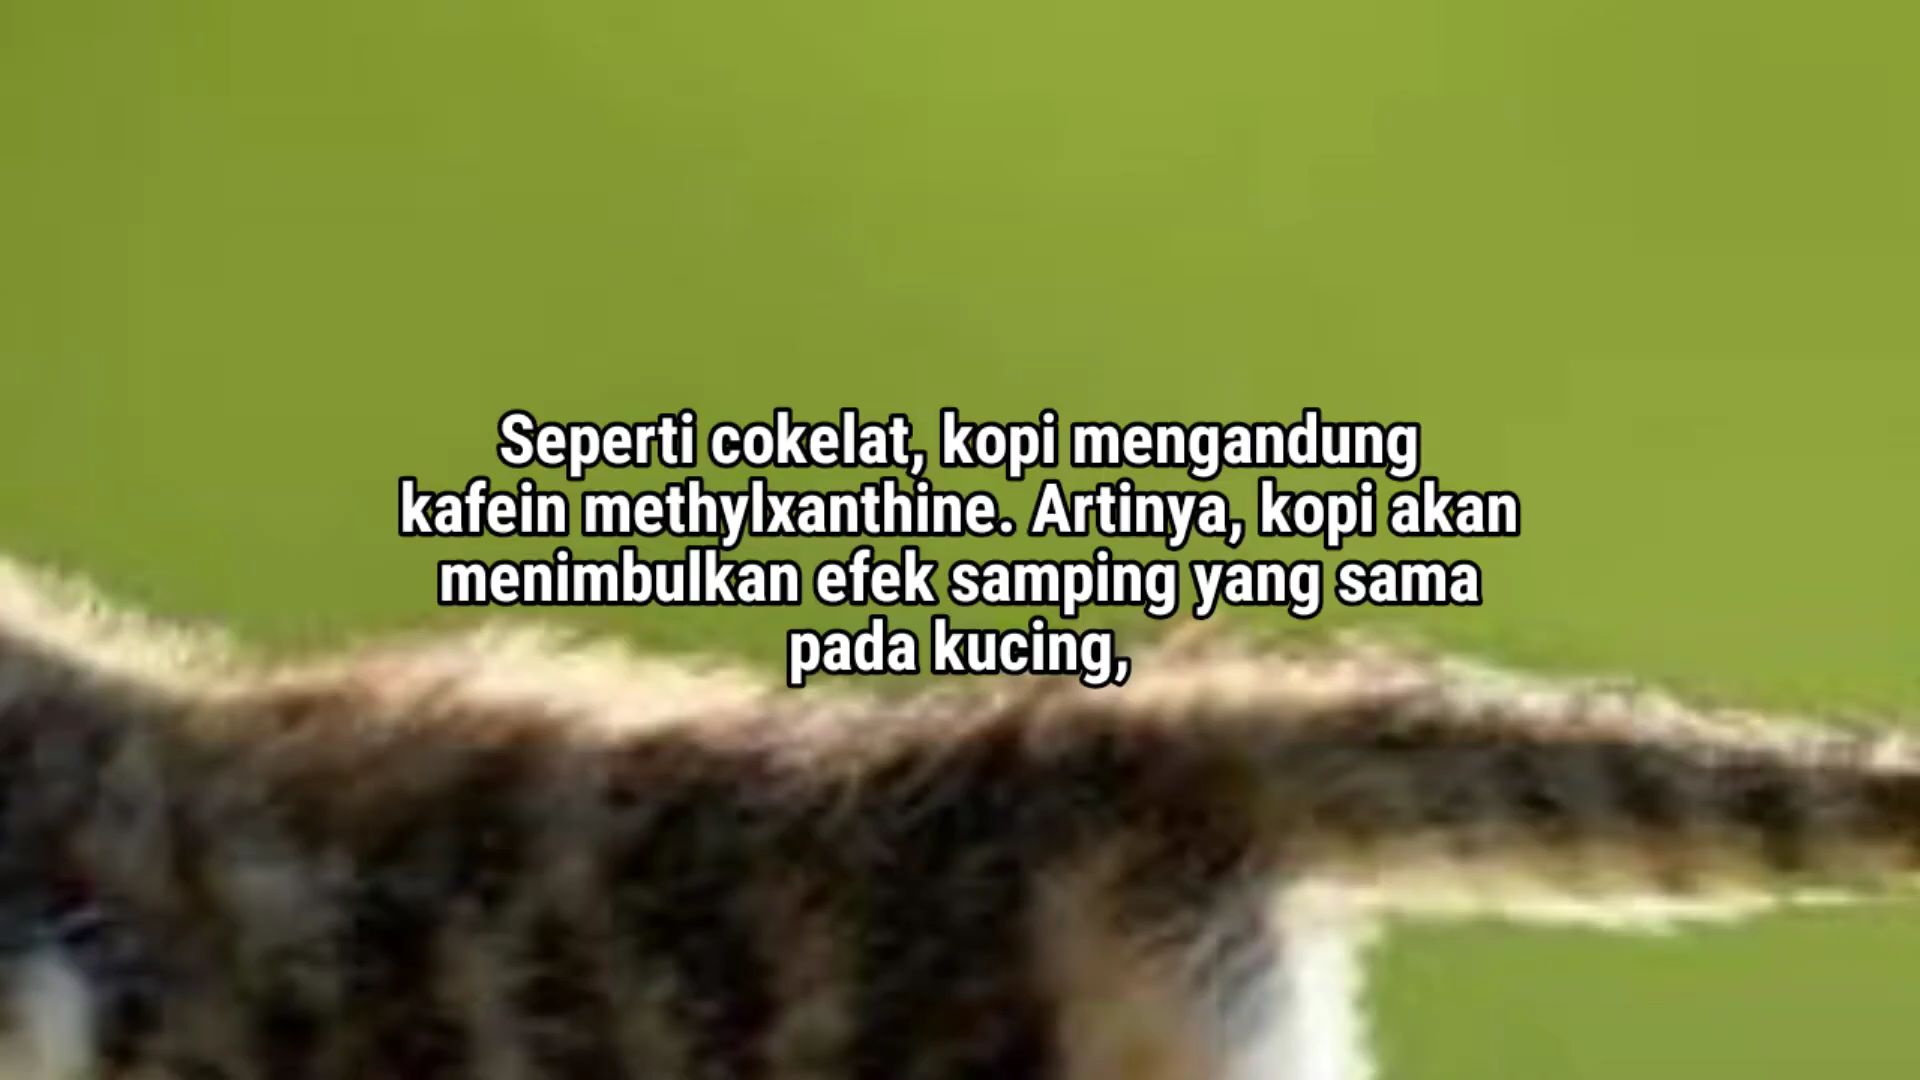 Seperti cokelat, kopi mengandung
kafein methylxanthine. Artinya, kopi akan
menimbulkan efek samping yang sama
pada kucing,